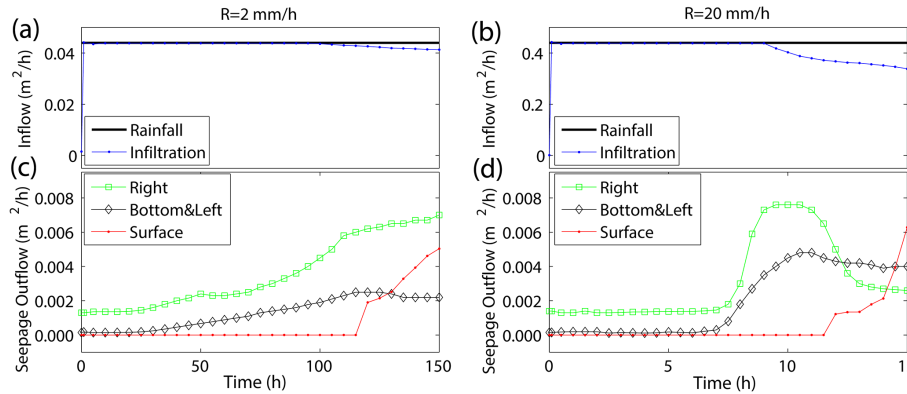 R=2 mm/h
R=20 mm/h
(a)
(b)
Inflow (m²/h)
0.04
0.02
0
Rainfall
Infiltration
Inflow (m²/h)
0.04
0.2
0
Rainfall
Infiltration
(c)
(d)
Seepage Outflow (m²/h)
0.008
0.006
0.004
0.002
0.000
Right
Bottom&Left
Surface
0
50
100
150
Time (h)
Seepage Outflow (m²/h)
0.008
0.006
0.004
0.002
0.000
Right
Bottom&Left
Surface
0
5
10
15
Time (h)